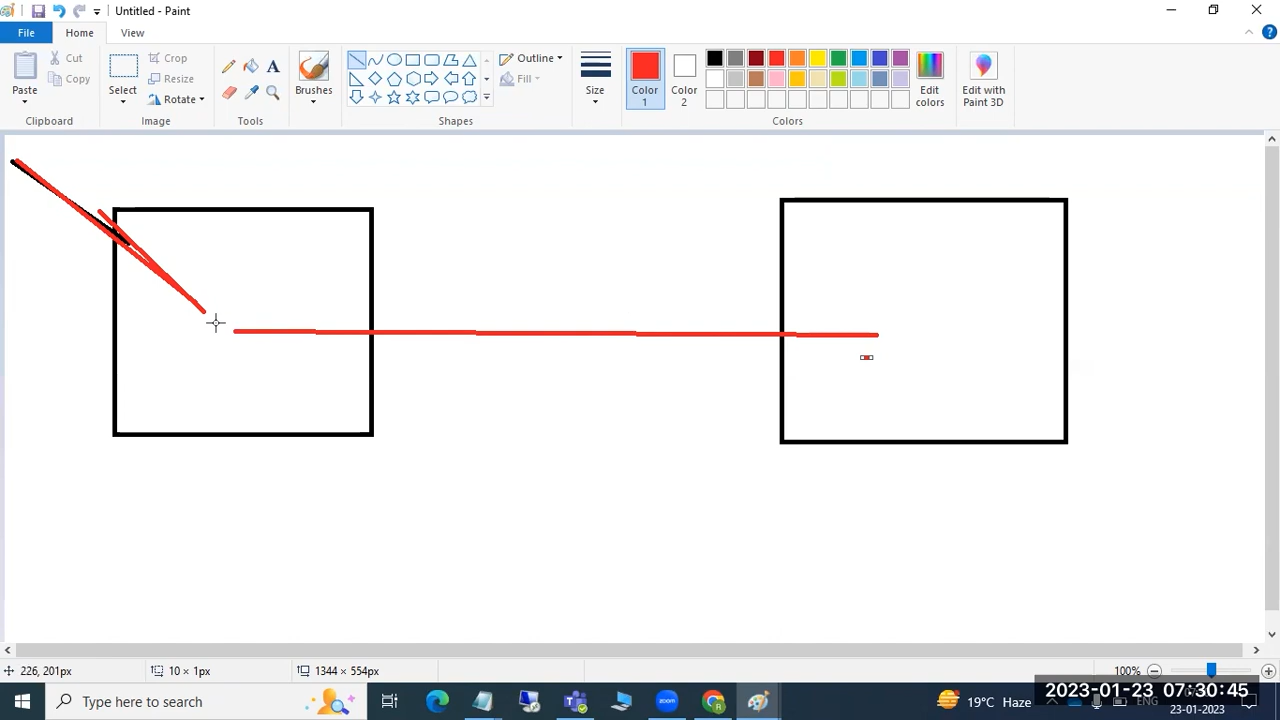 Untitled - Paint
File
Home
View
Paste
Cut
Copy
Clipboard
Select
Crop
Resize
Rotate
Image
Tools
Brushes
Shapes
Outline
Fill
Size
Color 1
Color 2
Edit colors
Colors
Edit with Paint 3D
226, 201px
10 × 1px
1344 × 554px
100%
Type here to search
zoom
19°C Haze
ENG
2023-01-23 07:30:45
23-01-2023